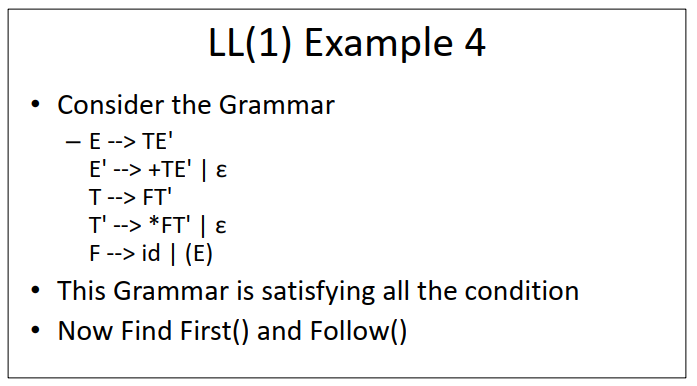 LL(1) Example 4
• Consider the Grammar
– E --> TE'
E' --> +TE' | ε
T --> FT'
T' --> *FT' | ε
F --> id | (E)
• This Grammar is satisfying all the condition
• Now Find First() and Follow()